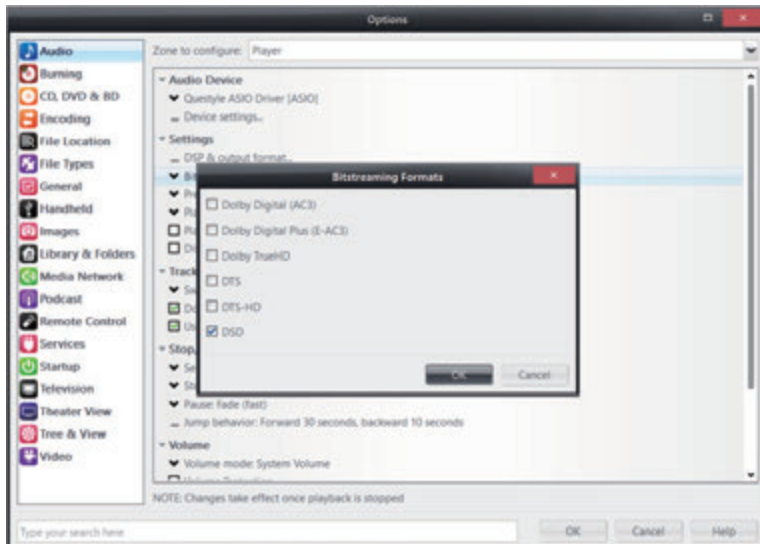 Options
Audio
Burning
CD, DVD & BD
Encoding
File Location
File Types
General
Handheld
Images
Library & Folders
Media Network
Podcast
Remote Control
Services
Startup
Television
Theater View
Tree & View
Video
Zone to configure: Player
Audio Device
Questyle ASIO Driver [ASIO]
Device settings...
Settings
DSP & output format...
Bitstreaming Formats
Dolby Digital (AC3)
Dolby Digital Plus (E-AC3)
Dolby TrueHD
DTS
DTS-HD
DSD
OK Cancel
Track
Stop,
Pause: Fade (fast)
Jump behavior: Forward 30 seconds, backward 10 seconds
Volume
Volume mode: System Volume
NOTE: Changes take effect once playback is stopped
Type your search here
OK Cancel Help